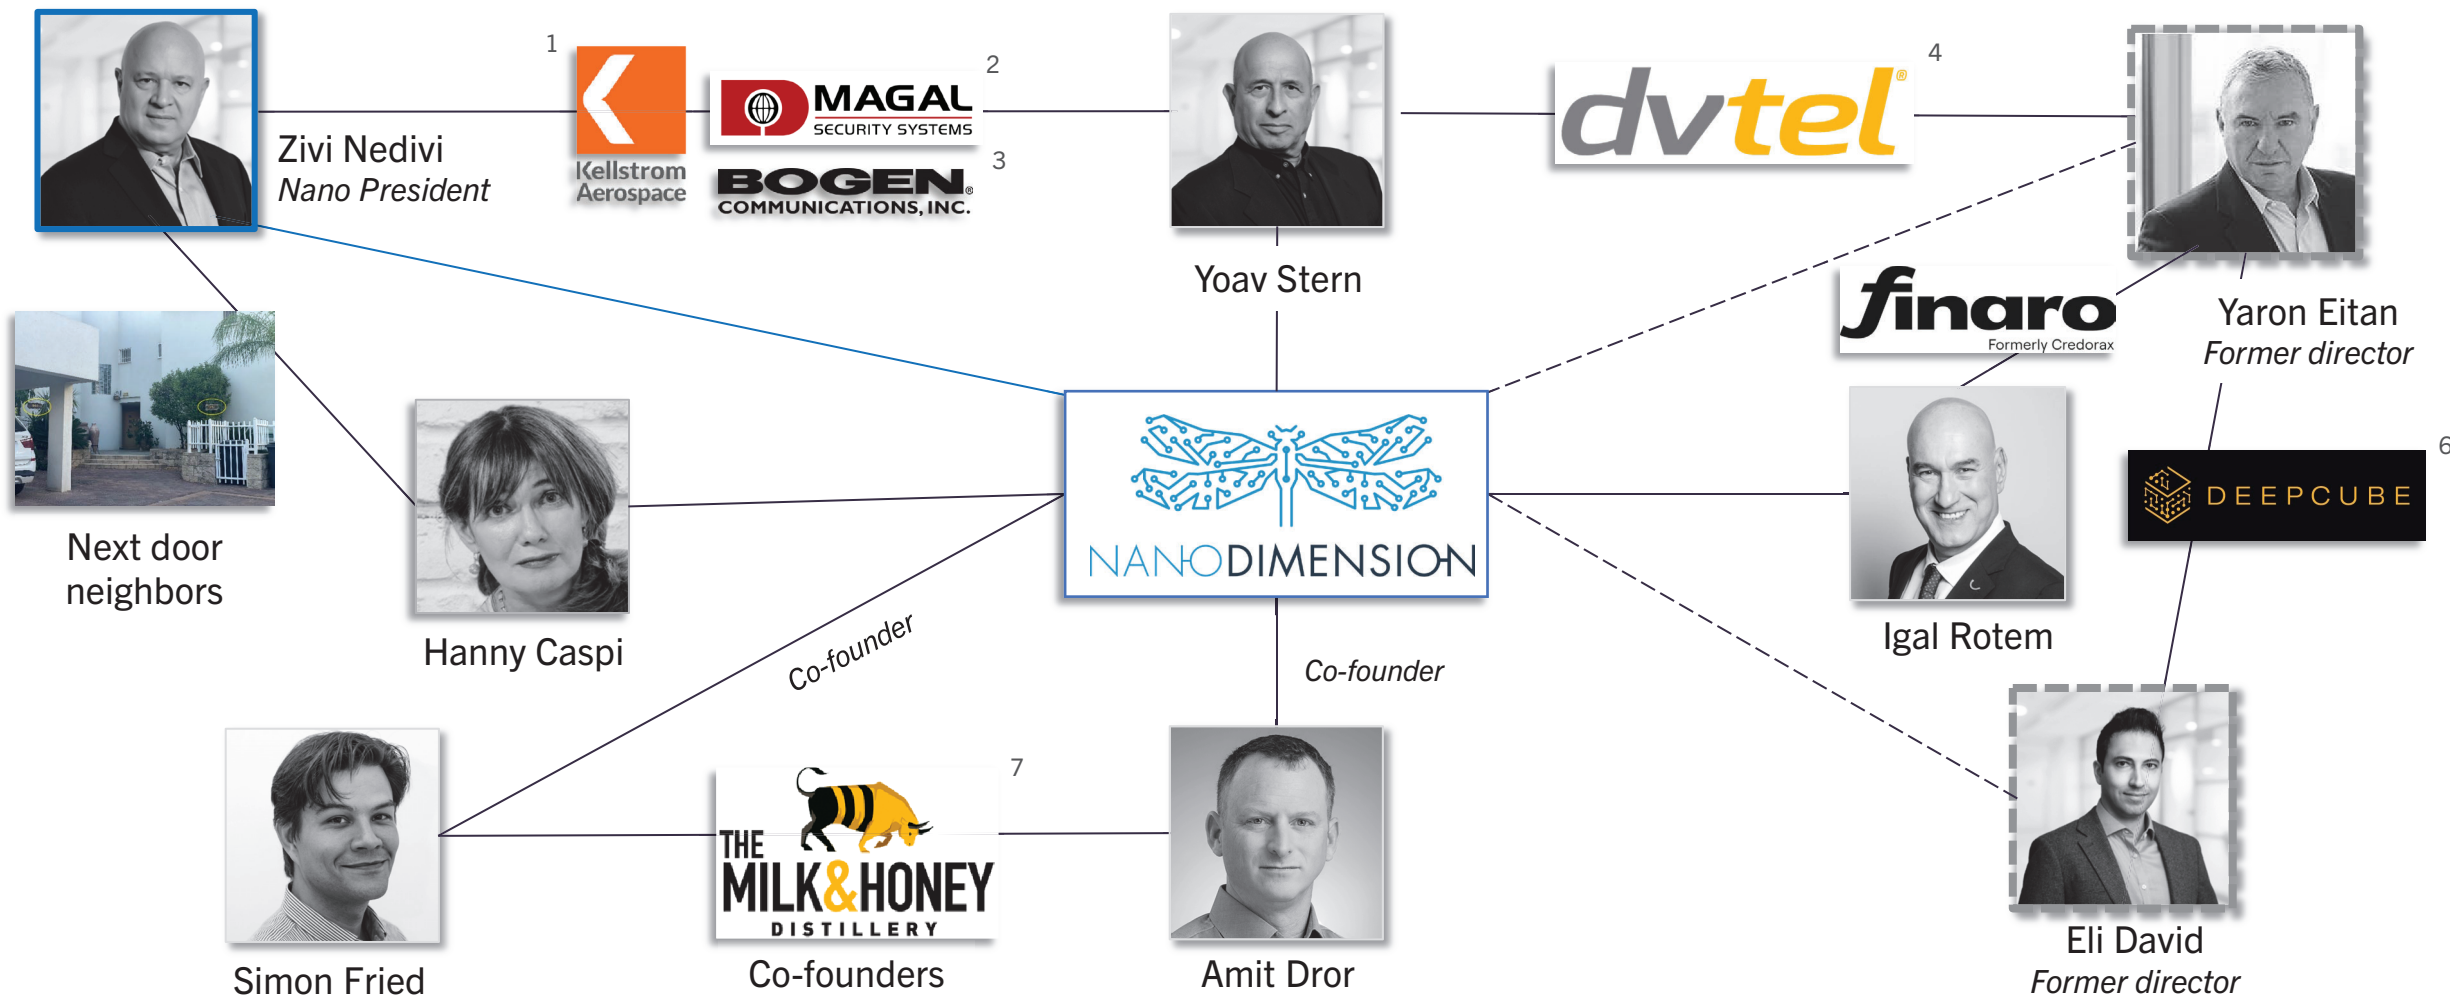 1
2
4
MAGAL
SECURITY SYSTEMS
dvtel®
Zivi Nedivi
Nano President
Kellstrom
Aerospace
3
BOGEN®
COMMUNICATIONS, INC.
Yoav Stern
finaro
Formerly Credorax
Yaron Eitan
Former director
6
DEEPCUBE
Next door
neighbors
NANODIMENSION
Hanny Caspi
Co-founder
Co-founder
Igal Rotem
7
THE
MILK&HONEY
DISTILLERY
Simon Fried
Co-founders
Amit Dror
Eli David
Former director